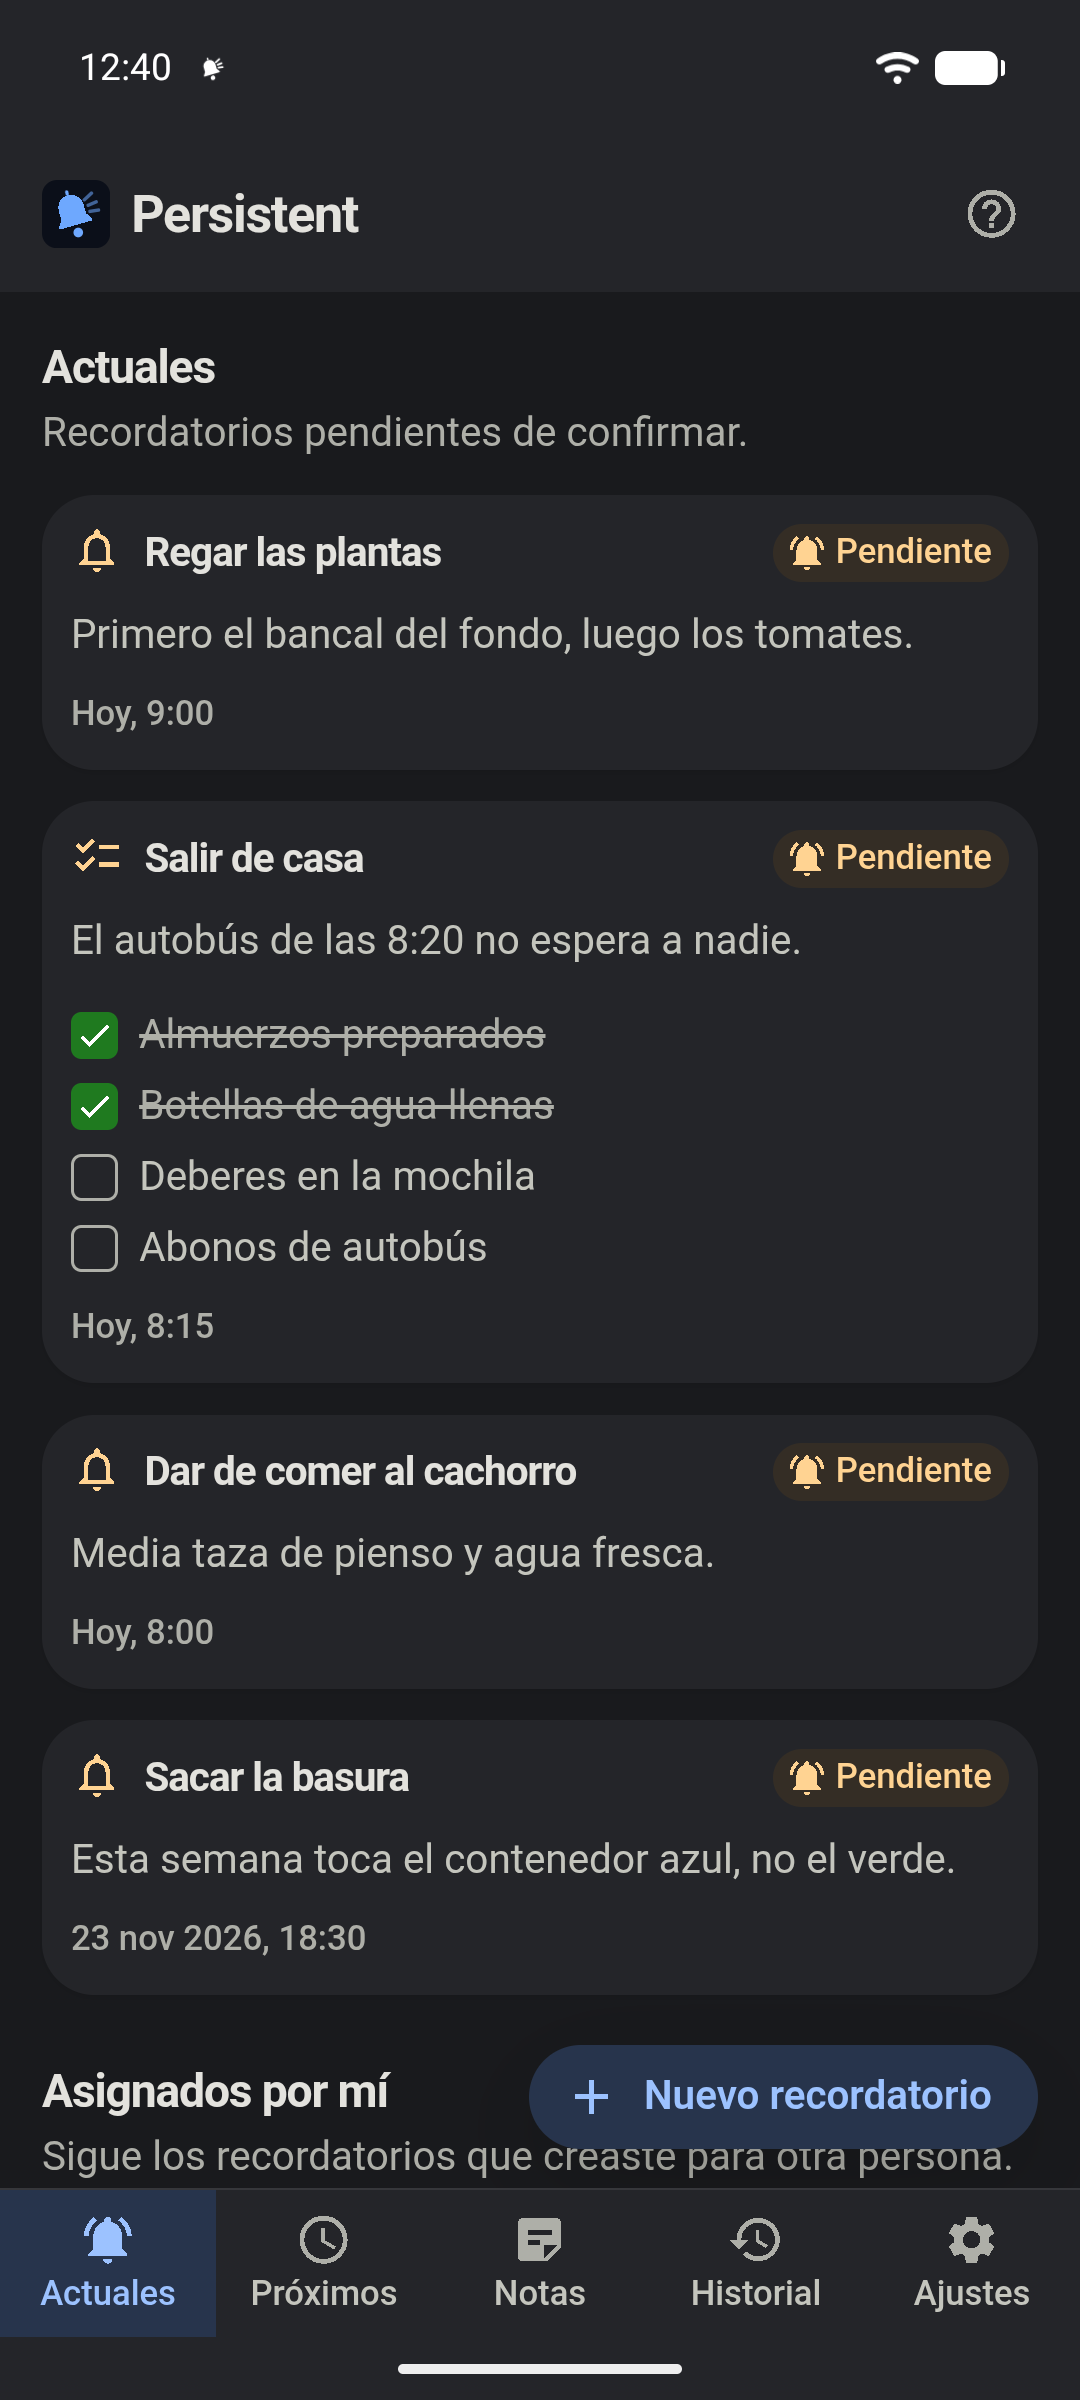 12:40
Persistent
Actuales
Recordatorios pendientes de confirmar.
Regar las plantas
Pendiente
Primero el bancal del fondo, luego los tomates.
Hoy, 9:00
Salir de casa
Pendiente
El autobús de las 8:20 no espera a nadie.
Almuerzos preparados
Botellas de agua llenas
Deberes en la mochila
Abonos de autobús
Hoy, 8:15
Dar de comer al cachorro
Pendiente
Media taza de pienso y agua fresca.
Hoy, 8:00
Sacar la basura
Pendiente
Esta semana toca el contenedor azul, no el verde.
23 nov 2026, 18:30
Asignados por mí
Nuevo recordatorio
Sigue los recordatorios que creaste para otra persona.
Actuales
Próximos
Notas
Historial
Ajustes